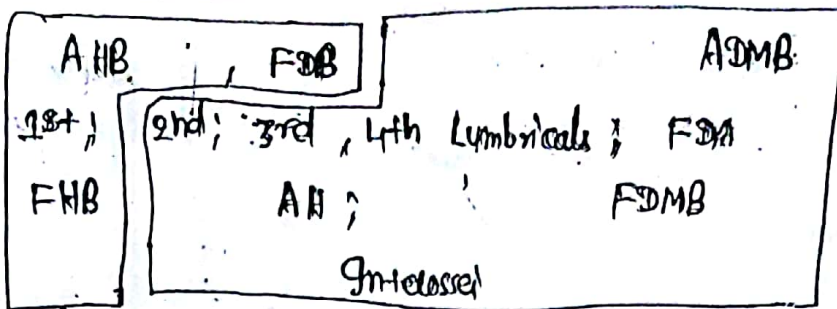 AHB , FDB ADMB
1st; 2nd; 3rd, 4th Lumbricals; FDA
FHB AH; FDMB
Interossei